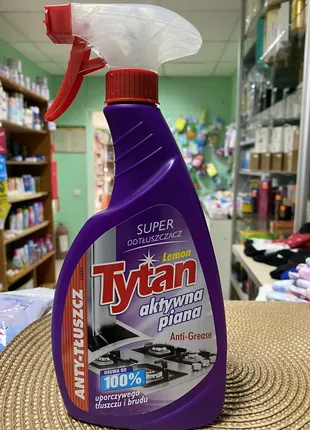 SUPER
ODTŁUSZCZACZ
Lemon
Tytan
aktywna
piana
Anti-Grease
ANTY-TŁUSZCZ
USUWA DO
100%
uporczywego
tłuszczu i brudu